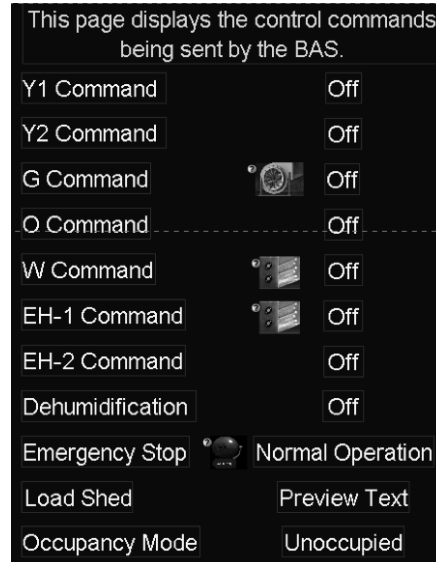 This page displays the control commands
being sent by the BAS.
Y1 Command Off
Y2 Command Off
G Command Off
O Command Off
W Command Off
EH-1 Command Off
EH-2 Command Off
Dehumidification Off
Emergency Stop Normal Operation
Load Shed Preview Text
Occupancy Mode Unoccupied